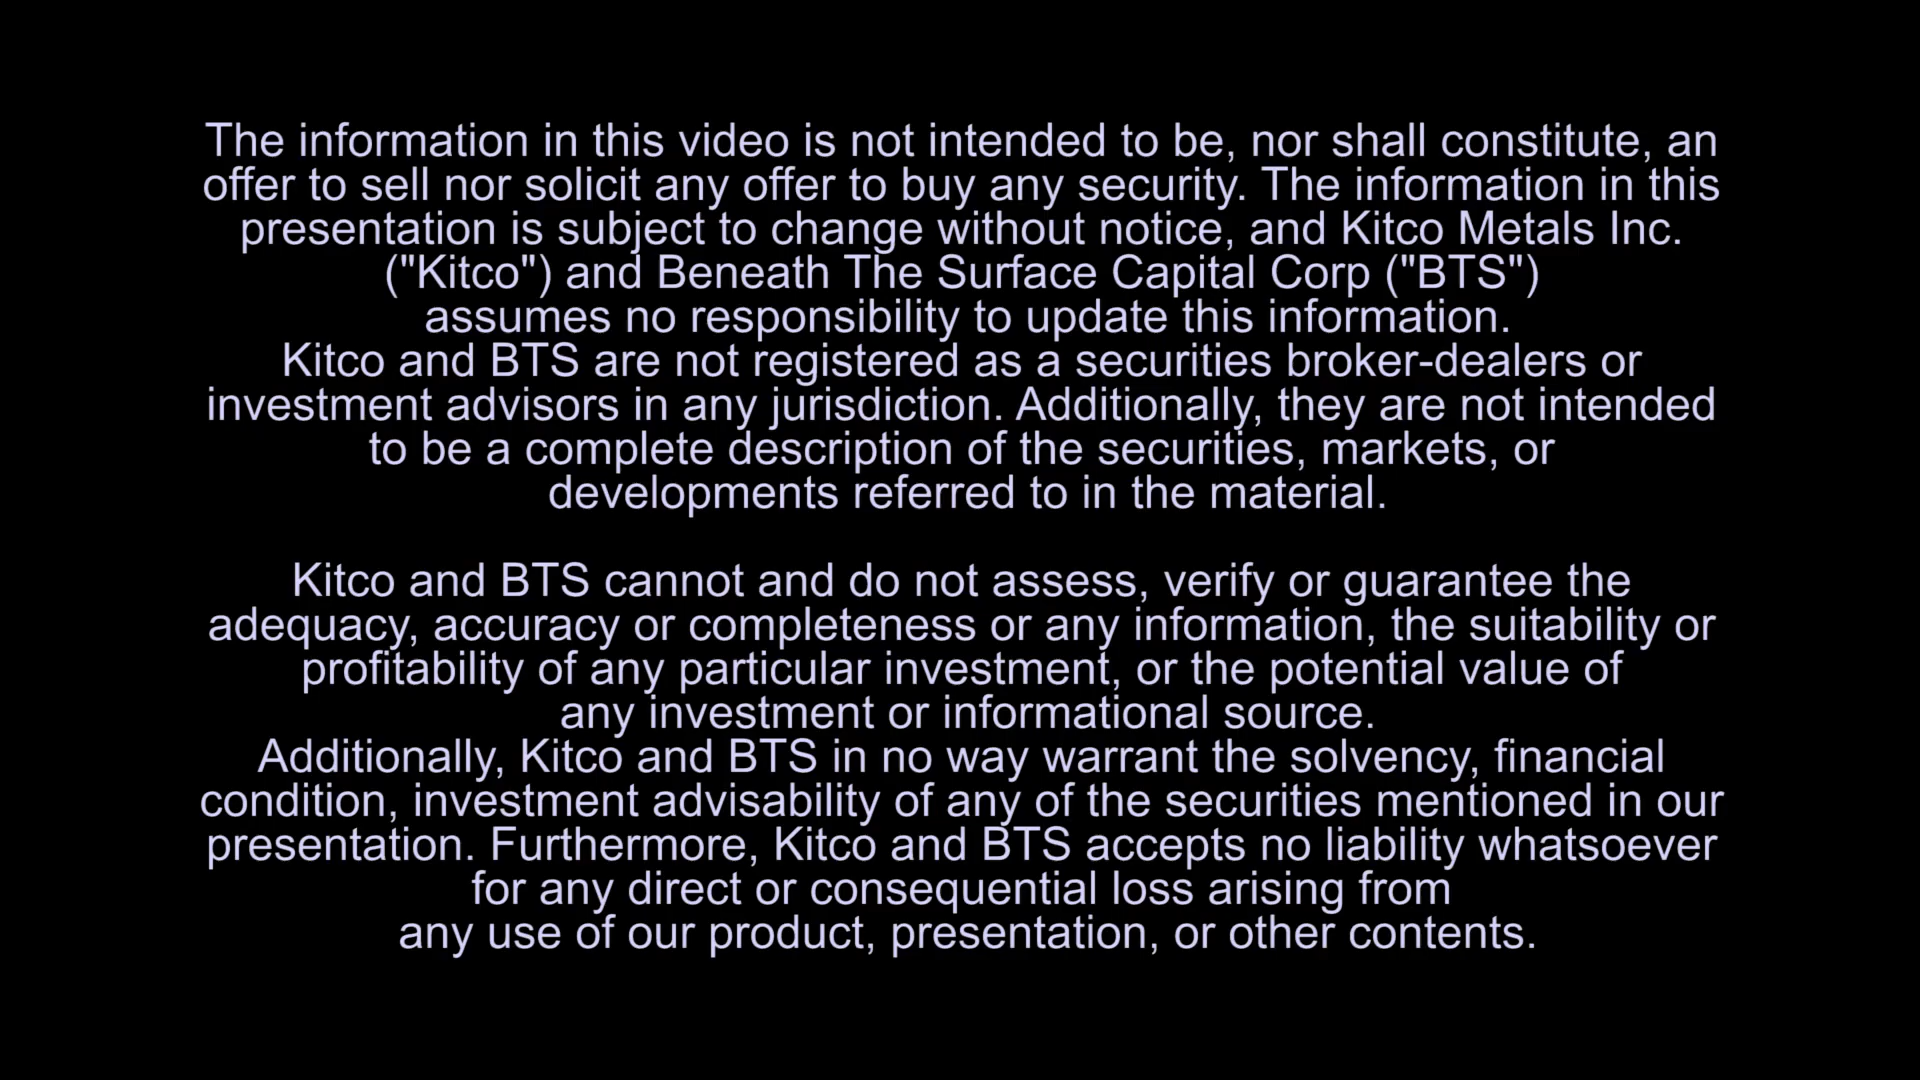 The information in this video is not intended to be, nor shall constitute, an
offer to sell nor solicit any offer to buy any security. The information in this
presentation is subject to change without notice, and Kitco Metals Inc.
("Kitco") and Beneath The Surface Capital Corp ("BTS")
assumes no responsibility to update this information.
Kitco and BTS are not registered as a securities broker-dealers or
investment advisors in any jurisdiction. Additionally, they are not intended
to be a complete description of the securities, markets, or
developments referred to in the material.
Kitco and BTS cannot and do not assess, verify or guarantee the
adequacy, accuracy or completeness or any information, the suitability or
profitability of any particular investment, or the potential value of
any investment or informational source.
Additionally, Kitco and BTS in no way warrant the solvency, financial
condition, investment advisability of any of the securities mentioned in our
presentation. Furthermore, Kitco and BTS accepts no liability whatsoever
for any direct or consequential loss arising from
any use of our product, presentation, or other contents.